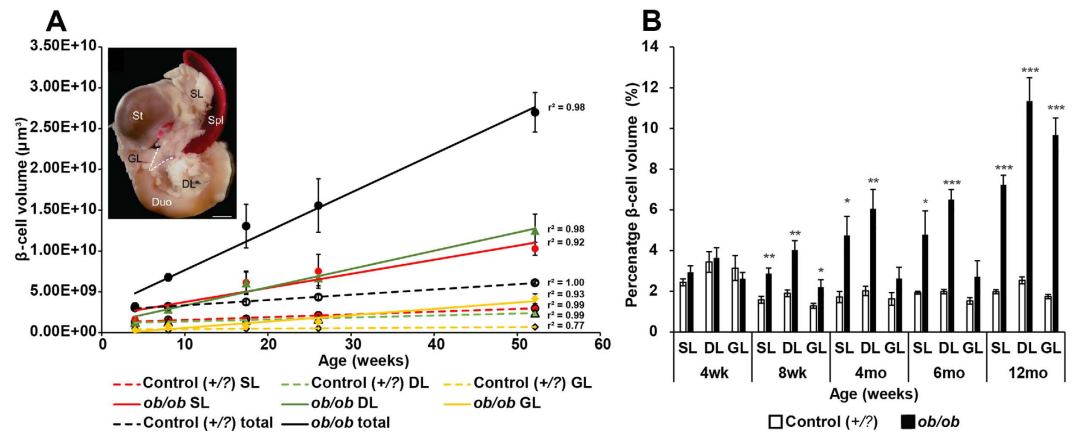 A
3.50E+10
3.00E+10
2.50E+10
2.00E+10
1.50E+10
1.00E+10
5.00E+09
0.00E+00
β-cell volume (µm³)
SL
St
Spl
GL
DL
Duo
r² = 0.98
r² = 0.98
r² = 0.92
r² = 1.00
r² = 0.93
r² = 0.99
r² = 0.99
r² = 0.77
0 10 20 30 40 50 60
Age (weeks)
Control (+/?) SL Control (+/?) DL Control (+/?) GL
ob/ob SL ob/ob DL ob/ob GL
Control (+/?) total ob/ob total
B
14
12
10
8
6
4
2
0
Percenatge β-cell volume (%)
** ** * * ** * *** *** *** ***
SL DL GL SL DL GL SL DL GL SL DL GL SL DL GL
4wk 8wk 4mo 6mo 12mo
Age (weeks)
Control (+/?) ob/ob